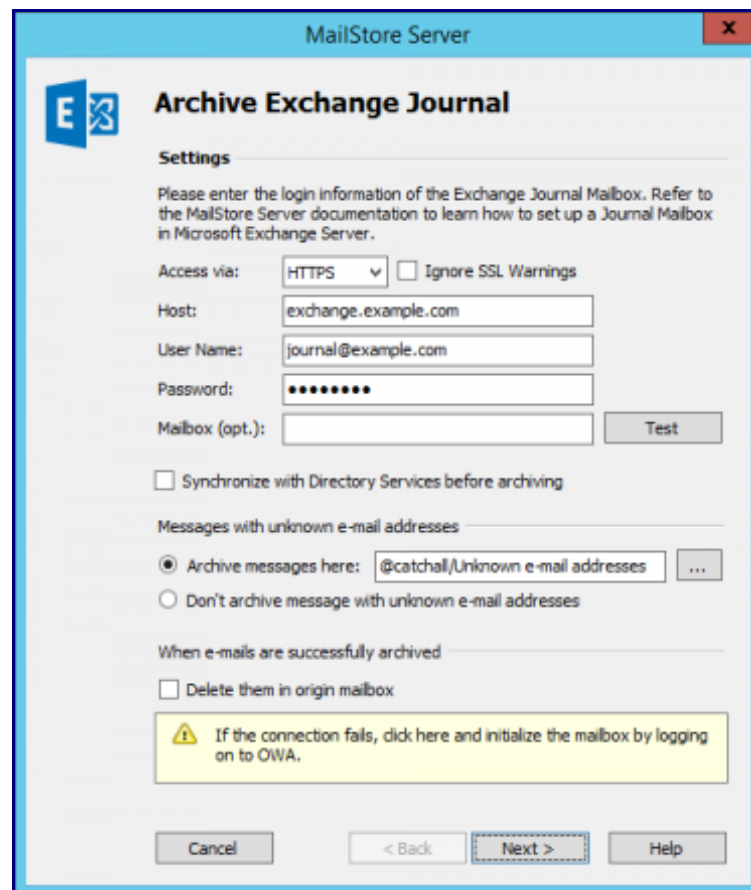 MailStore Server
x
E
Archive Exchange Journal
Settings
Please enter the login information of the Exchange Journal Mailbox. Refer to
the MailStore Server documentation to learn how to set up a Journal Mailbox
in Microsoft Exchange Server.
Access via: HTTPS Ignore SSL Warnings
Host: exchange.example.com
User Name: journal@example.com
Password: ●●●●●●●●
Mailbox (opt.): Test
Synchronize with Directory Services before archiving
Messages with unknown e-mail addresses
Archive messages here: @catchall/Unknown e-mail addresses ...
Don't archive message with unknown e-mail addresses
When e-mails are successfully archived
Delete them in origin mailbox
If the connection fails, click here and initialize the mailbox by logging
on to OWA.
Cancel < Back Next > Help